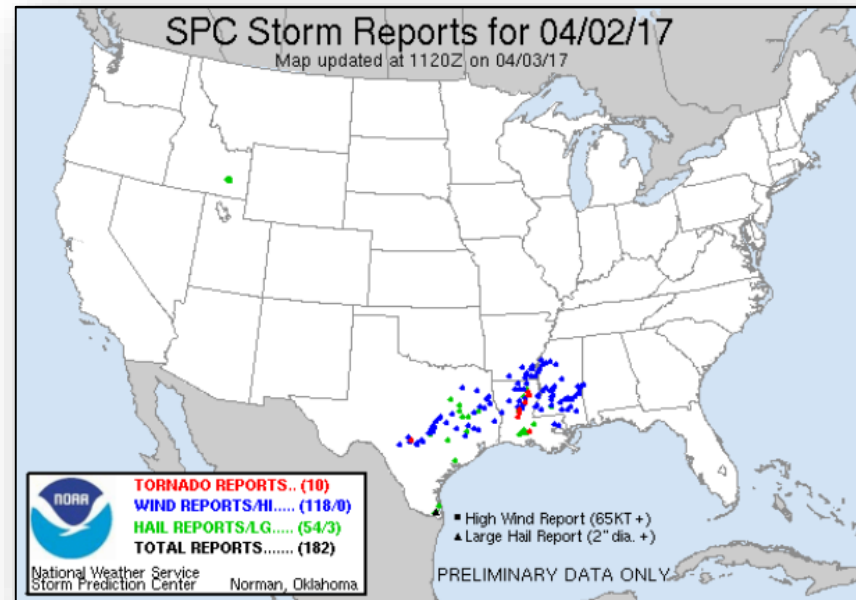 SPC Storm Reports for 04/02/17
Map updated at 1120Z on 04/03/17
NOAA
TORNADO REPORTS.. (10)
WIND REPORTS/HI..... (118/0)
HAIL REPORTS/LG..... (54/3)
TOTAL REPORTS....... (182)
National Weather Service
Storm Prediction Center Norman, Oklahoma
High Wind Report (65KT +)
Large Hail Report (2" dia. +)
PRELIMINARY DATA ONLY